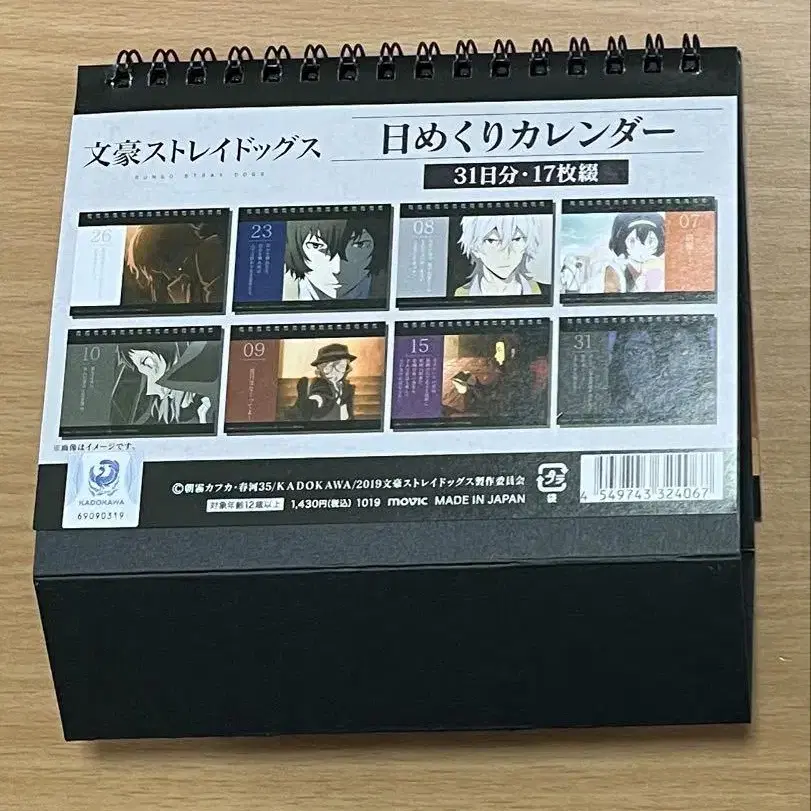 文豪ストレイドッグス
BUNGO STRAY DOGS
日めくりカレンダー
31日分・17枚綴
26
23
08
07
10
09
15
31
※画像はイメージです。
KADOKAWA
69090319
©朝霧カフカ・春河35/KADOKAWA/2019文豪ストレイドッグス製作委員会
対象年齢12歳以上 1,430円(税込) 1019 movic MADE IN JAPAN
プラ
袋
4 549743 324067